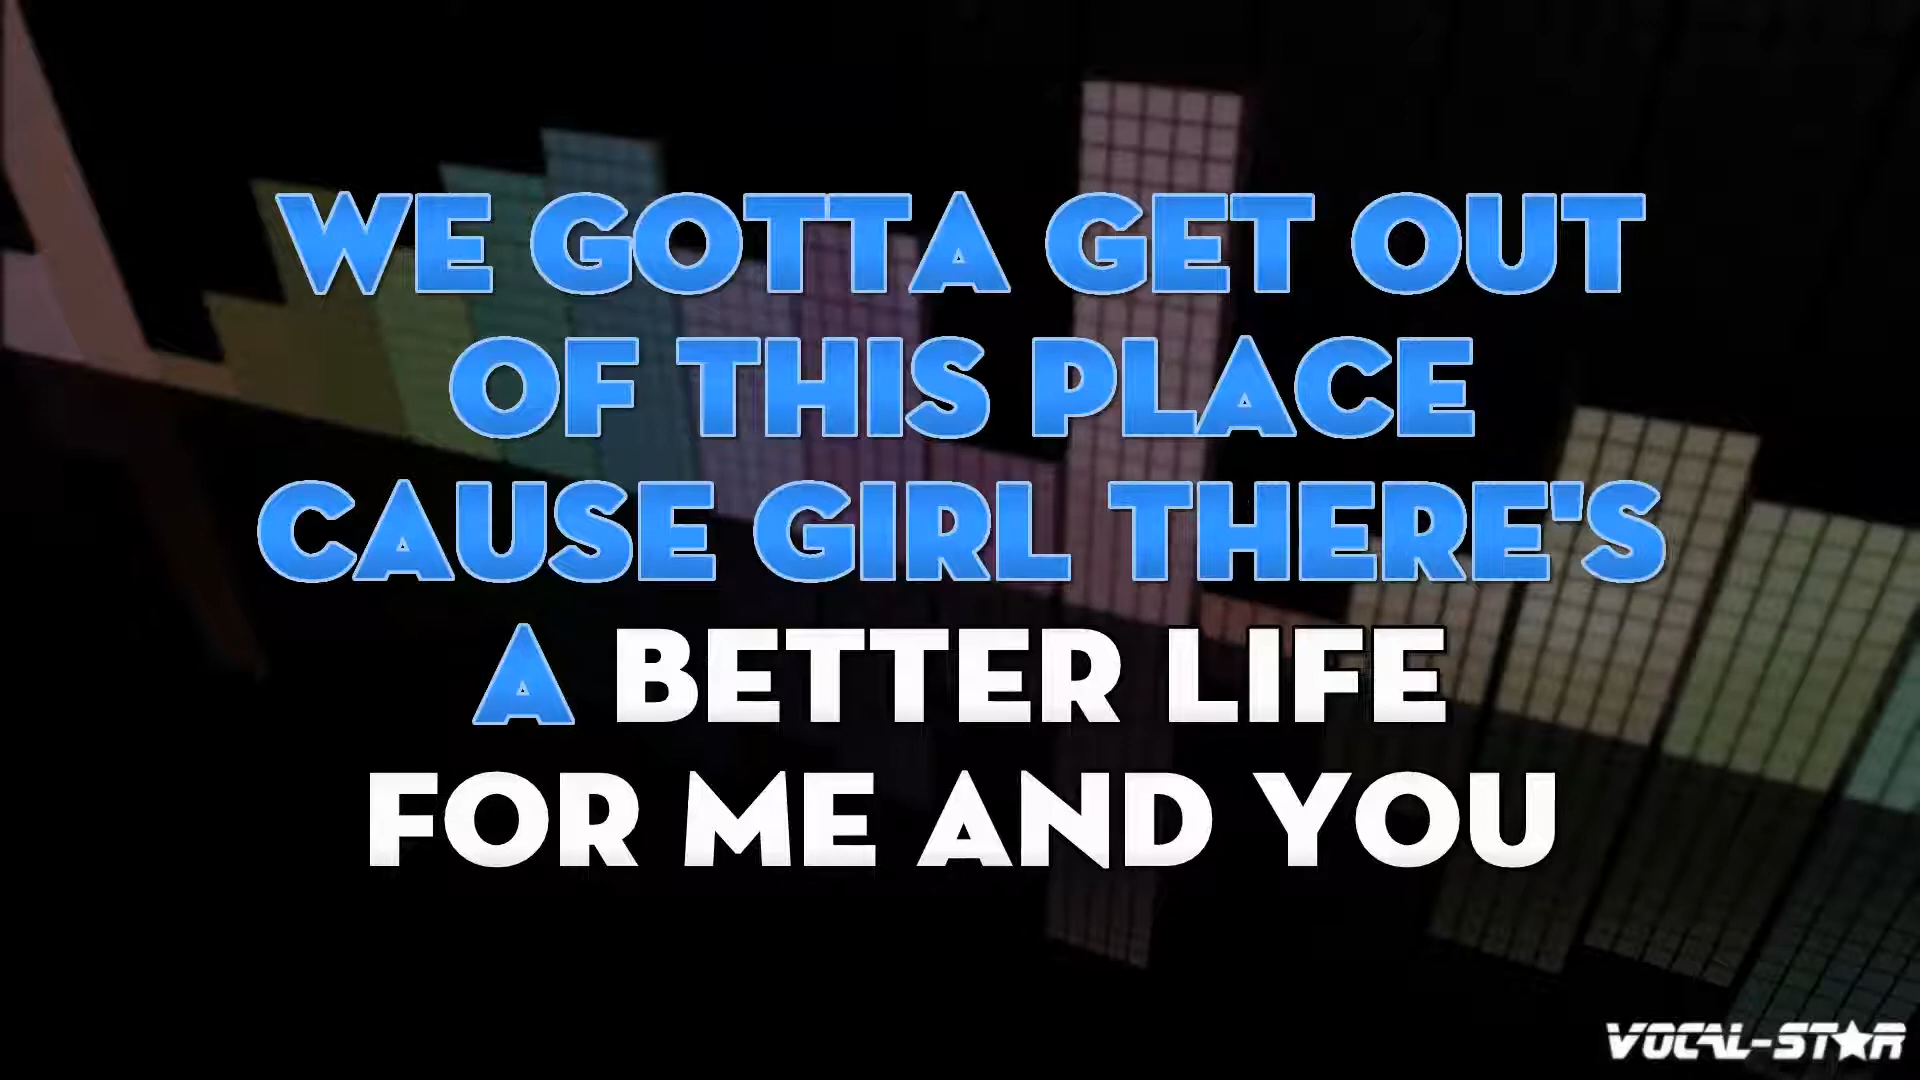 WE GOTTA GET OUT
OF THIS PLACE
CAUSE GIRL THERE'S
A BETTER LIFE
FOR ME AND YOU
VOCAL-STAR